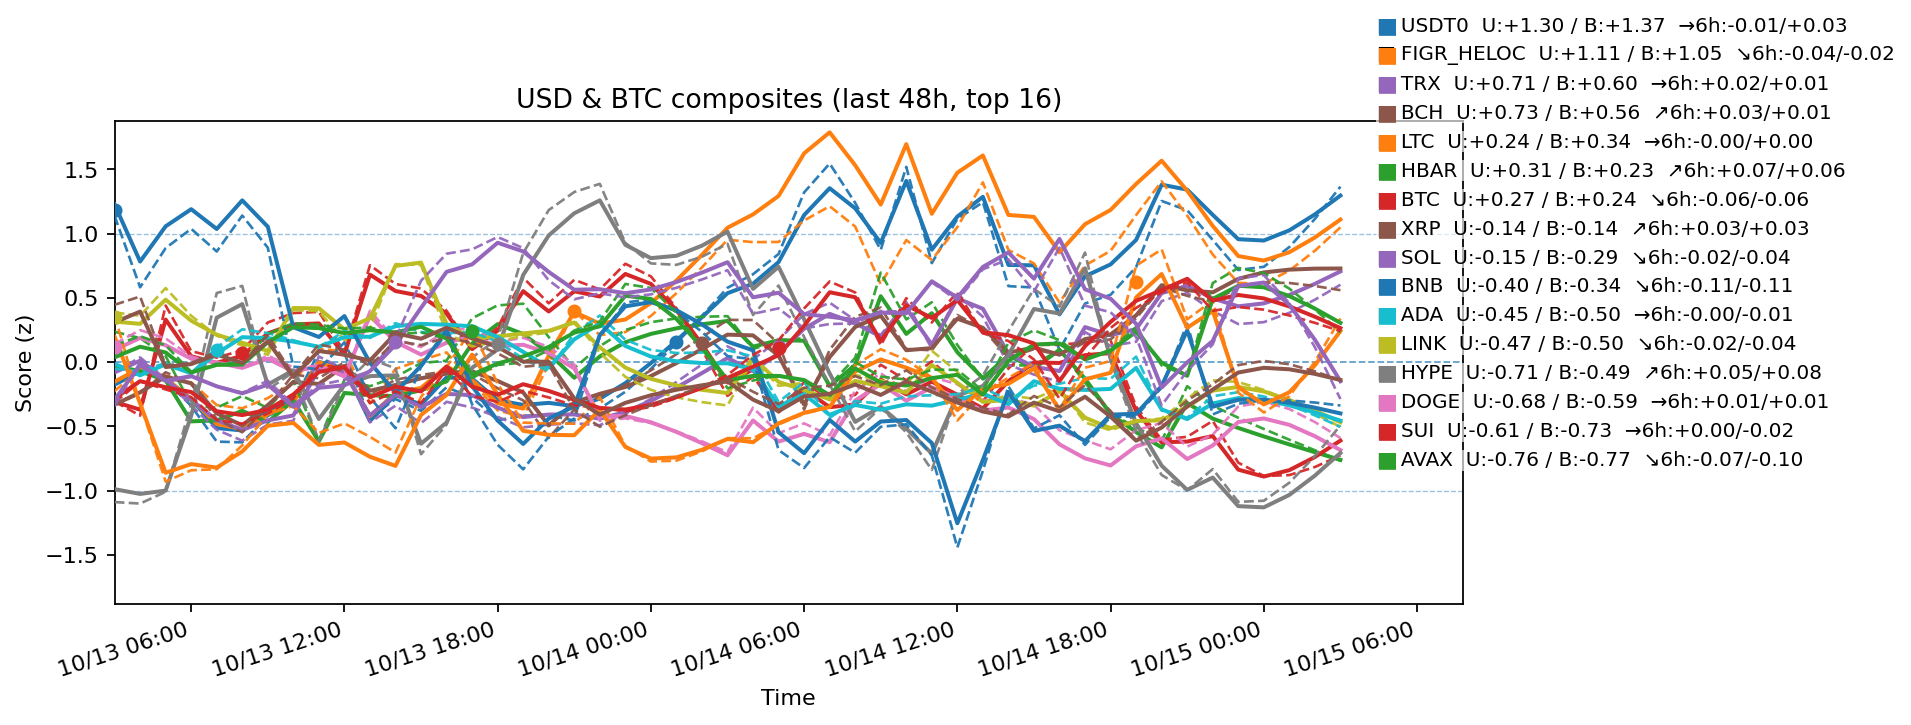 USDT0 U:+1.30 / B:+1.37 →6h:-0.01/+0.03
FIGR_HELOC U:+1.11 / B:+1.05 ↘6h:-0.04/-0.02
TRX U:+0.71 / B:+0.60 →6h:+0.02/+0.01
BCH U:+0.73 / B:+0.56 ↗6h:+0.03/+0.01
LTC U:+0.24 / B:+0.34 →6h:-0.00/+0.00
HBAR U:+0.31 / B:+0.23 ↗6h:+0.07/+0.06
BTC U:+0.27 / B:+0.24 ↘6h:-0.06/-0.06
XRP U:-0.14 / B:-0.14 ↗6h:+0.03/+0.03
SOL U:-0.15 / B:-0.29 ↘6h:-0.02/-0.04
BNB U:-0.40 / B:-0.34 ↘6h:-0.11/-0.11
ADA U:-0.45 / B:-0.50 →6h:-0.00/-0.01
LINK U:-0.47 / B:-0.50 ↘6h:-0.02/-0.04
HYPE U:-0.71 / B:-0.49 ↗6h:+0.05/+0.08
DOGE U:-0.68 / B:-0.59 →6h:+0.01/+0.01
SUI U:-0.61 / B:-0.73 →6h:+0.00/-0.02
AVAX U:-0.76 / B:-0.77 ↘6h:-0.07/-0.10
USD & BTC composites (last 48h, top 16)
Score (z)
1.5
1.0
0.5
0.0
−0.5
−1.0
−1.5
10/13 06:00
10/13 12:00
10/13 18:00
10/14 00:00
10/14 06:00
10/14 12:00
10/14 18:00
10/15 00:00
10/15 06:00
Time